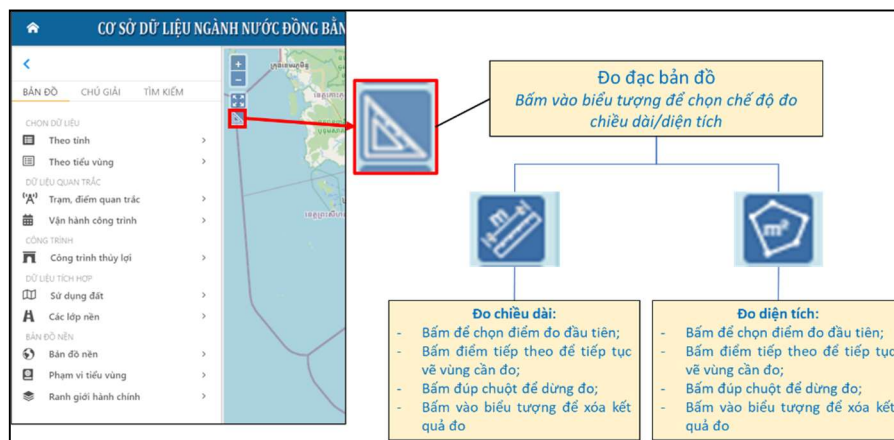 CƠ SỞ DỮ LIỆU NGÀNH NƯỚC ĐỒNG BẰN
BẢN ĐỒ CHÚ GIẢI TÌM KIẾM
CHỌN DỮ LIỆU
Theo tỉnh
Theo tiểu vùng
DỮ LIỆU QUAN TRẮC
Trạm, điểm quan trắc
Vận hành công trình
CÔNG TRÌNH
Công trình thủy lợi
DỮ LIỆU TÍCH HỢP
Sử dụng đất
Các lớp nền
BẢN ĐỒ NỀN
Bản đồ nền
Phạm vi tiểu vùng
Ranh giới hành chính
Đo đạc bản đồ
Bấm vào biểu tượng để chọn chế độ đo
chiều dài/diện tích
m
m²
Đo chiều dài:
- Bấm để chọn điểm đo đầu tiên;
- Bấm điểm tiếp theo để tiếp tục
vẽ vùng cần đo;
- Bấm đúp chuột để dừng đo;
- Bấm vào biểu tượng để xóa kết
quả đo
Đo diện tích:
- Bấm để chọn điểm đo đầu tiên;
- Bấm điểm tiếp theo để tiếp tục
vẽ vùng cần đo;
- Bấm đúp chuột để dừng đo;
- Bấm vào biểu tượng để xóa kết
quả đo